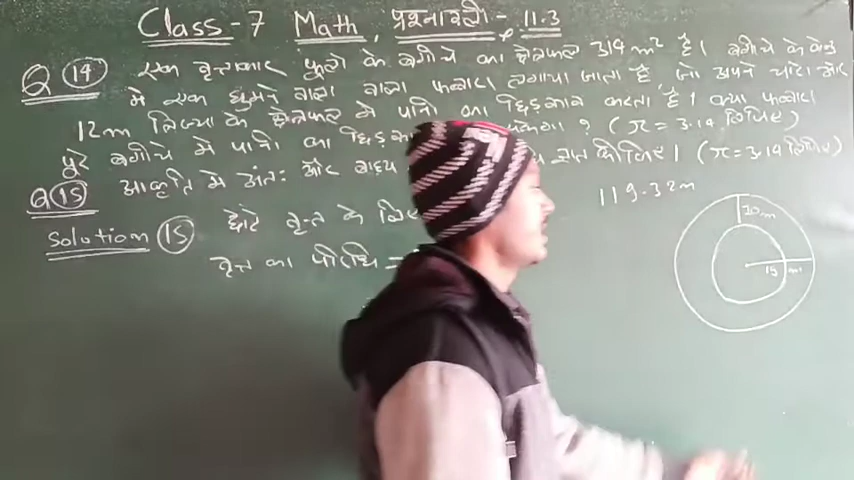 Class-7 Math, प्रश्नावली-11.3
Q (14) एक वृत्ताकार फूलो के बगीचे का क्षेत्रफल 314 m² है। बगीचे के केन्द्र
मे एक घुमने वाला फव्वारा लगाया जाता है जो अपने चारो ओर
12m त्रिज्या के क्षेत्रफल मे पानी का छिड़काव करता है। क्या फव्वारा
पूरे बगीचे मे पानी का छिड़काव सकेगा? (π=3.14 लिजिए)
Q (15) आकृति मे अंतः और बाह्य ज्ञात किजिए। (π=3.14 लिजिए)
Solution (15) छोटे वृत्त के
वृत्त का परिधि =
119.32m
10m
19 m